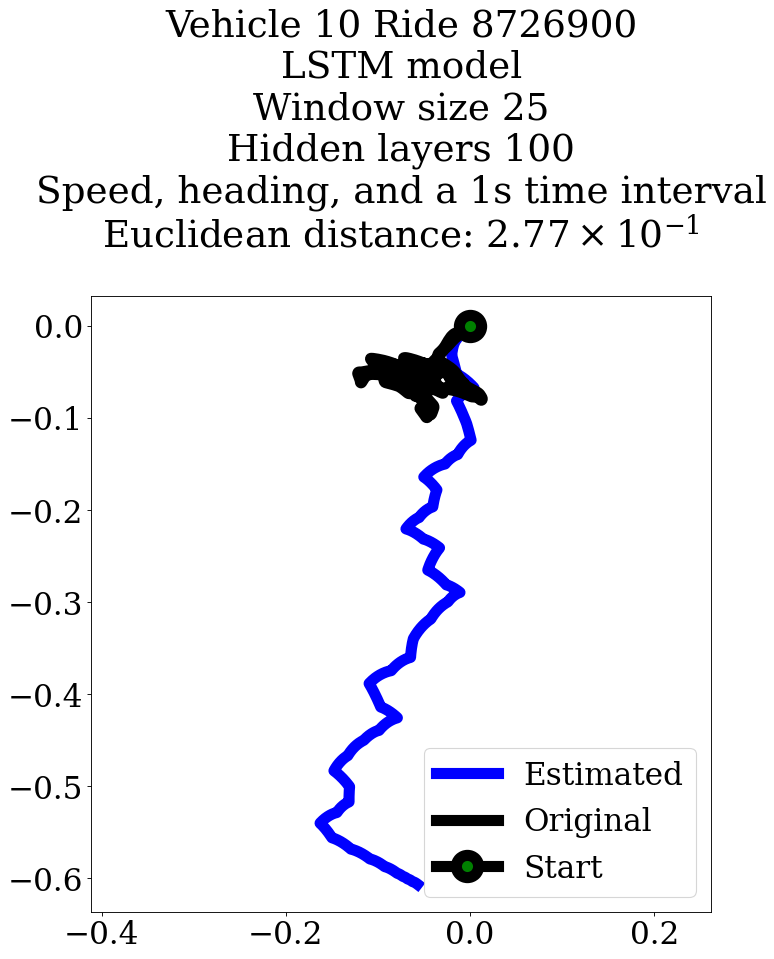 Vehicle 10 Ride 8726900
LSTM model
Window size 25
Hidden layers 100
Speed, heading, and a 1s time interval
Euclidean distance: 2.77 × 10⁻¹
0.0
−0.1
−0.2
−0.3
−0.4
−0.5
−0.6
−0.4 −0.2 0.0 0.2
Estimated
Original
Start